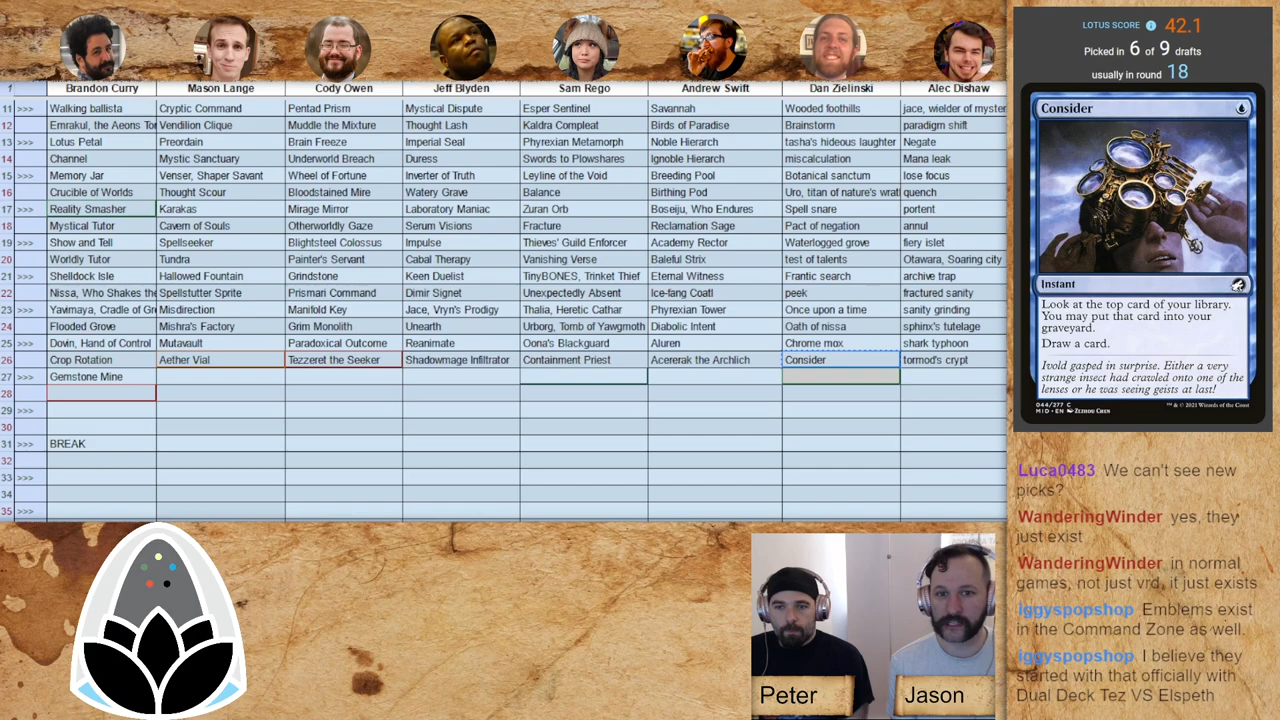 Brandon Curry Mason Lange Cody Owen Jeff Blyden Sam Rego Andrew Swift Dan Zielinski Alec Dishaw
11 >>> Walking ballista Cryptic Command Pentad Prism Mystical Dispute Esper Sentinel Savannah Wooded foothills jace, wielder of myster
12 Emrakul, the Aeons Tor Vendilion Clique Muddle the Mixture Thought Lash Kaldra Compleat Birds of Paradise Brainstorm paradigm shift
13 >>> Lotus Petal Preordain Brain Freeze Imperial Seal Phyrexian Metamorph Noble Hierarch tasha's hideous laughter Negate
14 Channel Mystic Sanctuary Underworld Breach Duress Swords to Plowshares Ignoble Hierarch miscalculation Mana leak
15 >>> Memory Jar Venser, Shaper Savant Wheel of Fortune Inverter of Truth Leyline of the Void Breeding Pool Botanical sanctum lose focus
16 Crucible of Worlds Thought Scour Bloodstained Mire Watery Grave Balance Birthing Pod Uro, titan of nature's wrat quench
17 >>> Reality Smasher Karakas Mirage Mirror Laboratory Maniac Zuran Orb Boseiju, Who Endures Spell snare portent
18 Mystical Tutor Cavern of Souls Otherworldly Gaze Serum Visions Fracture Reclamation Sage Pact of negation annul
19 >>> Show and Tell Spellseeker Blightsteel Colossus Impulse Thieves' Guild Enforcer Academy Rector Waterlogged grove fiery islet
20 Worldly Tutor Tundra Painter's Servant Cabal Therapy Vanishing Verse Baleful Strix test of talents Otawara, Soaring city
21 >>> Shelldock Isle Hallowed Fountain Grindstone Keen Duelist TinyBONES, Trinket Thief Eternal Witness Frantic search archive trap
22 Nissa, Who Shakes the Spellstutter Sprite Prismari Command Dimir Signet Unexpectedly Absent Ice-fang Coatl peek fractured sanity
23 >>> Yavimaya, Cradle of Gr Misdirection Manifold Key Jace, Vryn's Prodigy Thalia, Heretic Cathar Phyrexian Tower Once upon a time sanity grinding
24 Flooded Grove Mishra's Factory Grim Monolith Unearth Urborg, Tomb of Yawgmoth Diabolic Intent Oath of nissa sphinx's tutelage
25 >>> Dovin, Hand of Control Mutavault Paradoxical Outcome Reanimate Oona's Blackguard Aluren Chrome mox shark typhoon
26 Crop Rotation Aether Vial Tezzeret the Seeker Shadowmage Infiltrator Containment Priest Acererak the Archlich Consider tormod's crypt
27 >>> Gemstone Mine
28
29 >>>
30
31 >>> BREAK
32
33 >>>
34
35 >>>
LOTUS SCORE 42.1
Picked in 6 of 9 drafts
usually in round 18
Consider
Instant
Look at the top card of your library.
You may put that card into your
graveyard.
Draw a card.
Ivold gasped in surprise. Either a very
strange insect had crawled onto one of the
lenses or he was seeing geists at last!
044/277 C
MID • EN ZEZHOU CHEN
™ & © 2021 Wizards of the Coast
Luca0483 We can't see new
picks?
WanderingWinder yes, they
just exist
WanderingWinder in normal
games, not just vrd, it just exists
iggyspopshop Emblems exist
in the Command Zone as well.
iggyspopshop I believe they
started with that officially with
Dual Deck Tez VS Elspeth
Peter
Jason